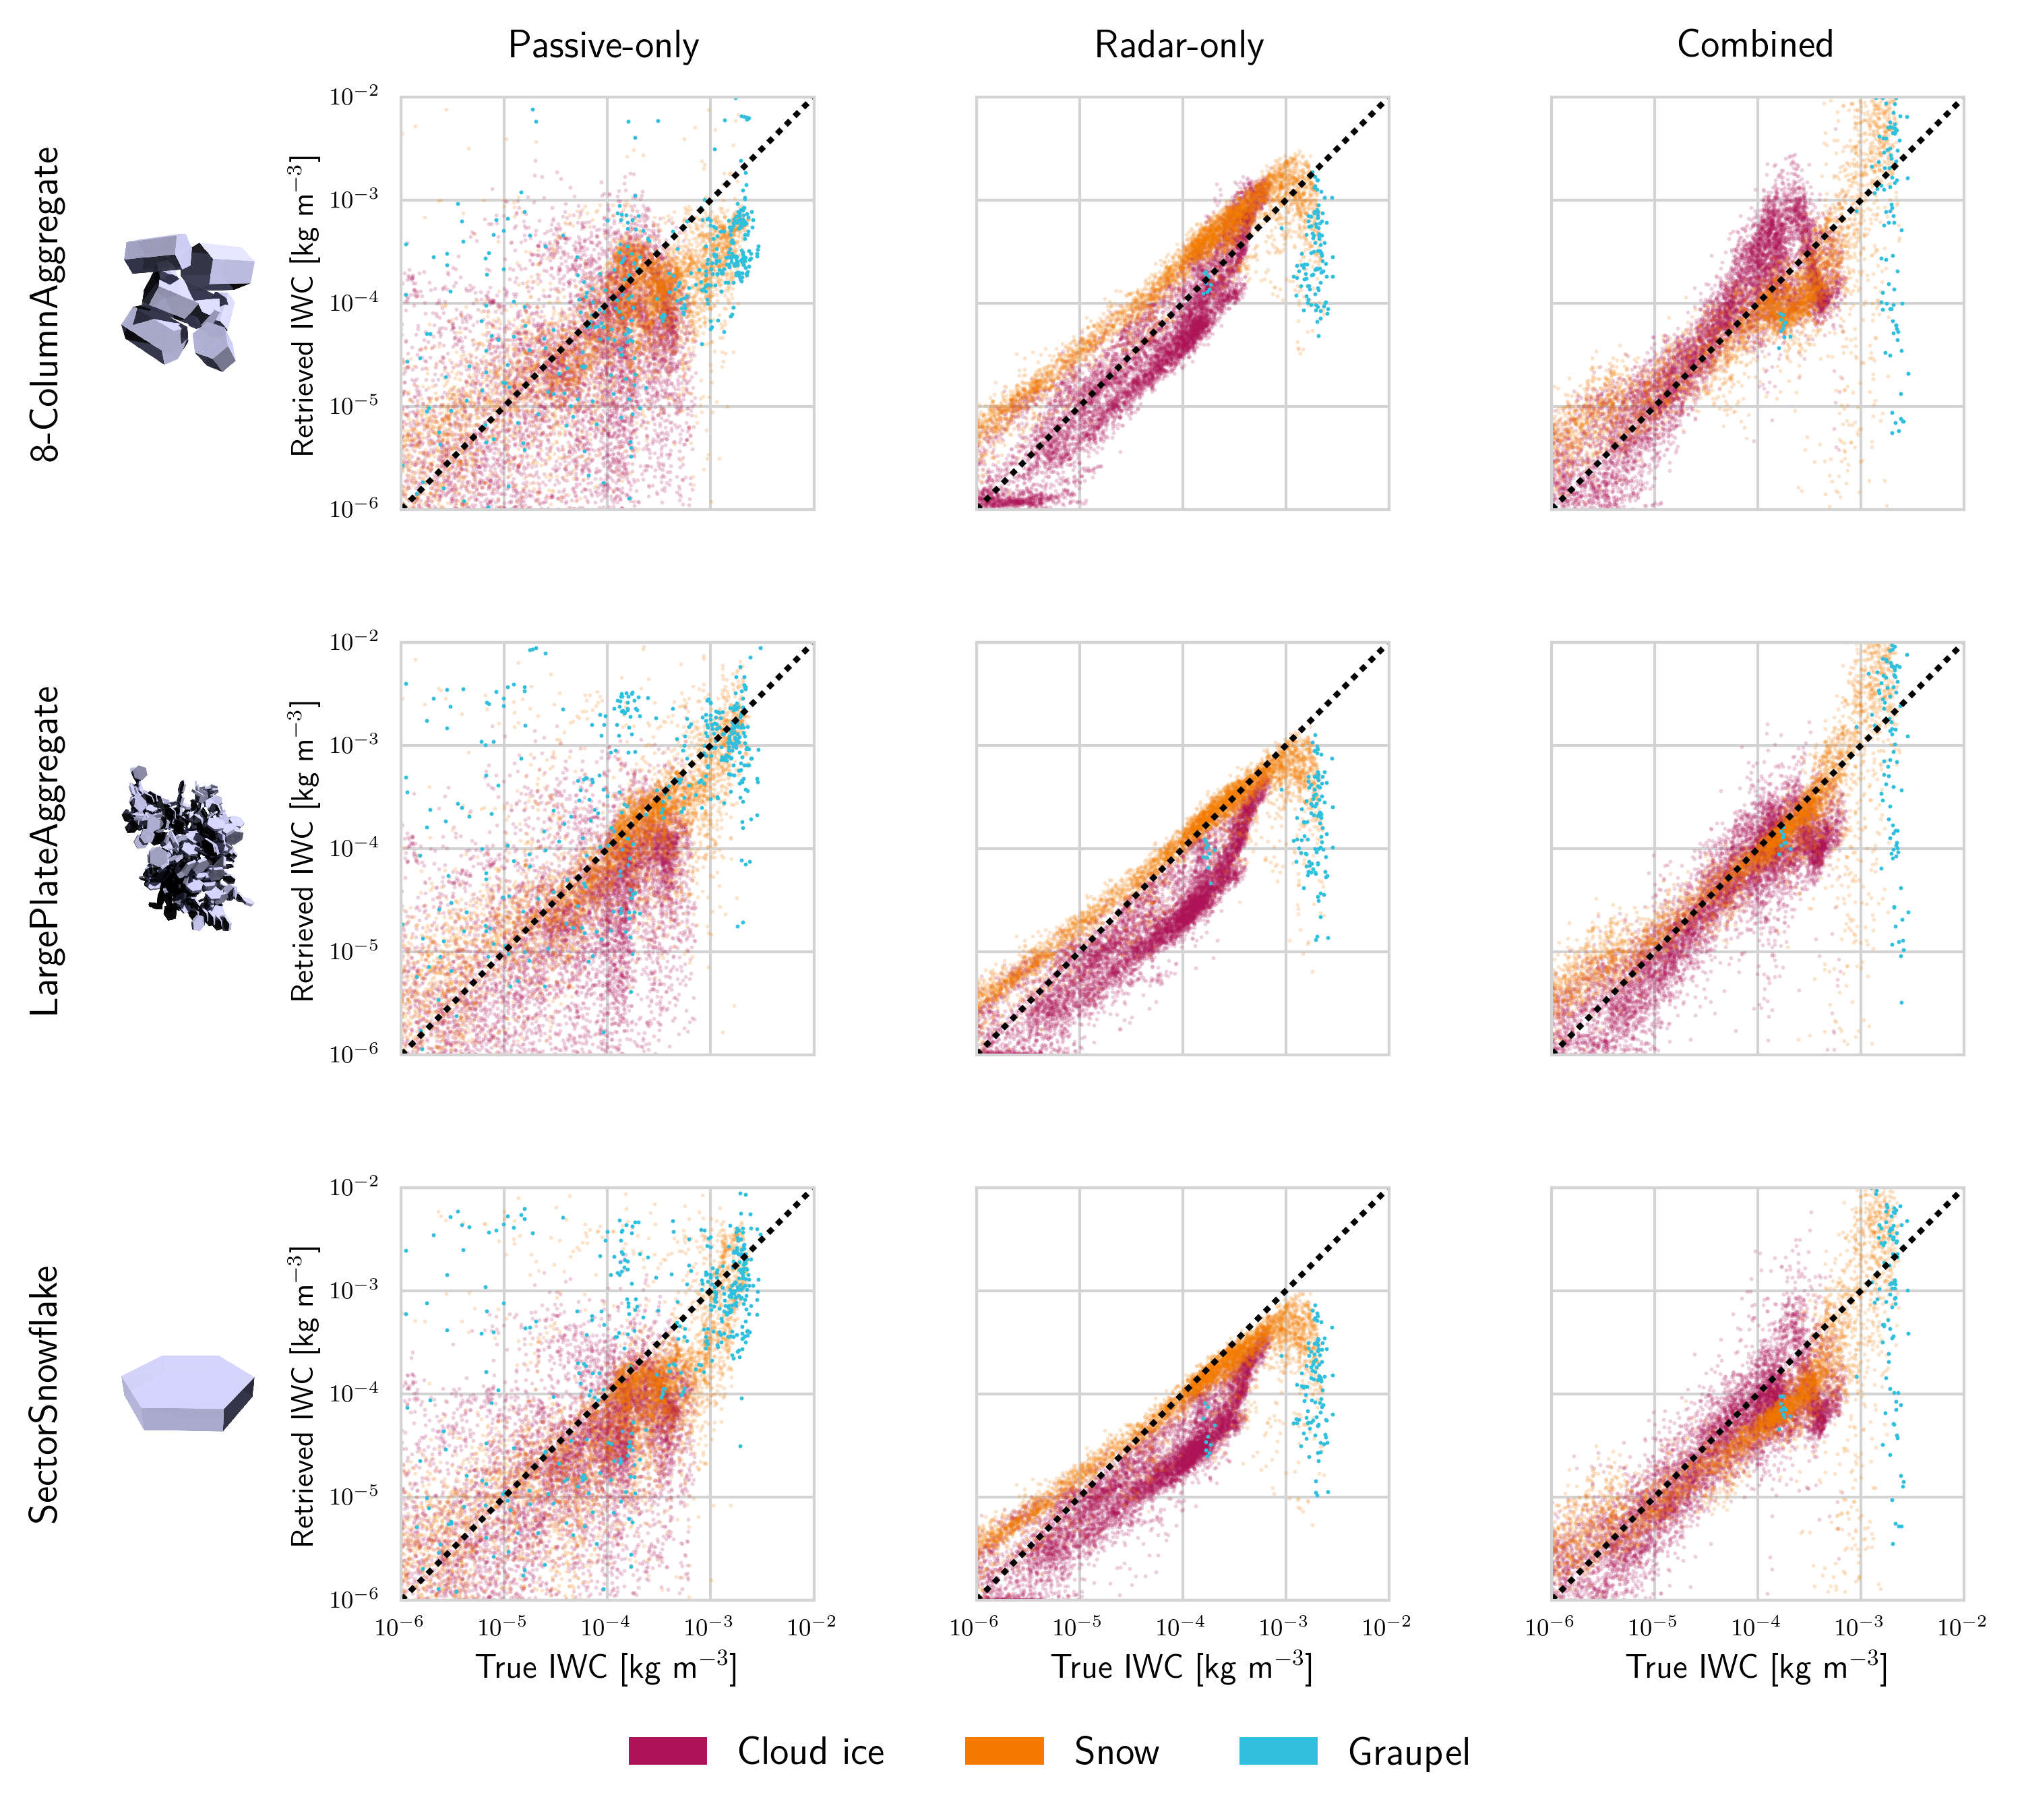 Passive-only Radar-only Combined
8-ColumnAggregate
Retrieved IWC [kg m⁻³]
10⁻²
10⁻³
10⁻⁴
10⁻⁵
10⁻⁶
LargePlateAggregate
Retrieved IWC [kg m⁻³]
10⁻²
10⁻³
10⁻⁴
10⁻⁵
10⁻⁶
SectorSnowflake
Retrieved IWC [kg m⁻³]
10⁻²
10⁻³
10⁻⁴
10⁻⁵
10⁻⁶
10⁻⁶ 10⁻⁵ 10⁻⁴ 10⁻³ 10⁻² 10⁻⁶ 10⁻⁵ 10⁻⁴ 10⁻³ 10⁻² 10⁻⁶ 10⁻⁵ 10⁻⁴ 10⁻³ 10⁻²
True IWC [kg m⁻³] True IWC [kg m⁻³] True IWC [kg m⁻³]
Cloud ice Snow Graupel